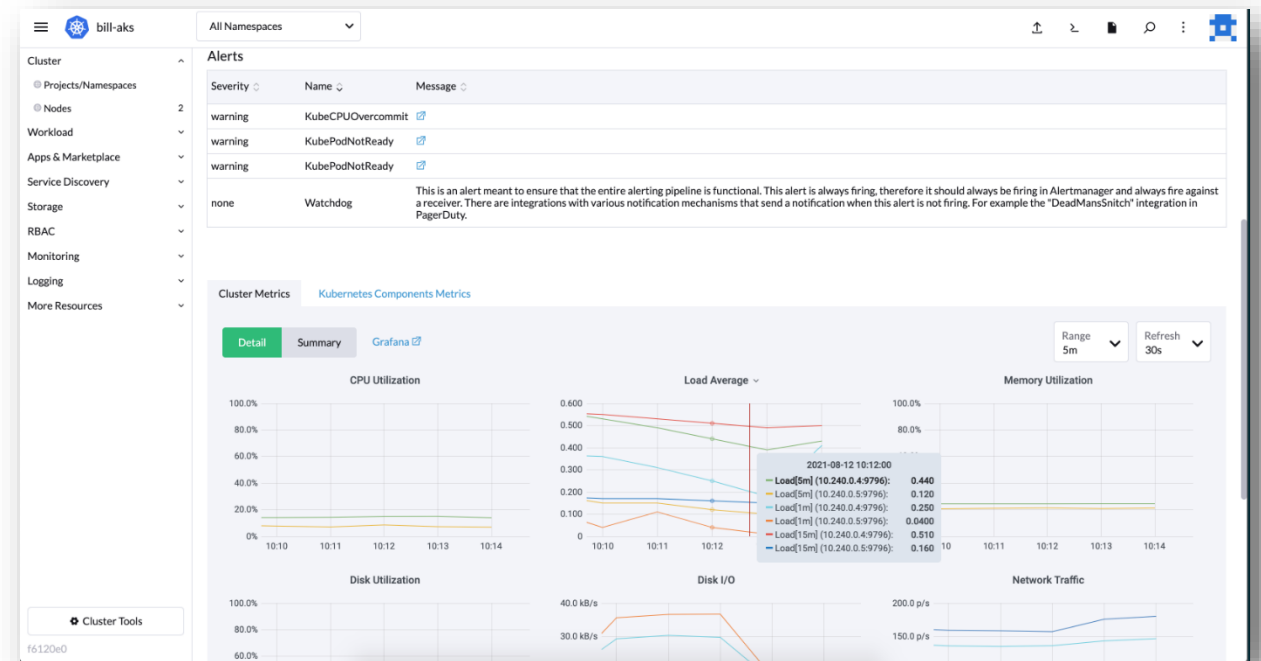 bill-aks
All Namespaces
Cluster
Projects/Namespaces
Nodes 2
Workload
Apps & Marketplace
Service Discovery
Storage
RBAC
Monitoring
Logging
More Resources
Cluster Tools
f6120e0
Alerts
Severity Name Message
warning KubeCPUOvercommit
warning KubePodNotReady
warning KubePodNotReady
none Watchdog
This is an alert meant to ensure that the entire alerting pipeline is functional. This alert is always firing, therefore it should always be firing in Alertmanager and always fire against
a receiver. There are integrations with various notification mechanisms that send a notification when this alert is not firing. For example the "DeadMansSnitch" integration in
PagerDuty.
Cluster Metrics Kubernetes Components Metrics
Detail Summary Grafana
Range
5m
Refresh
30s
CPU Utilization
100.0%
80.0%
60.0%
40.0%
20.0%
0%
10:10 10:11 10:12 10:13 10:14
Load Average
0.600
0.500
0.400
0.300
0.200
0.100
0
10:10 10:11 10:12
2021-08-12 10:12:00
Load[5m] (10.240.0.4:9796): 0.440
Load[5m] (10.240.0.5:9796): 0.120
Load[1m] (10.240.0.4:9796): 0.250
Load[1m] (10.240.0.5:9796): 0.0400
Load[15m] (10.240.0.4:9796): 0.510
Load[15m] (10.240.0.5:9796): 0.160
Memory Utilization
100.0%
80.0%
10 10:11 10:12 10:13 10:14
Disk Utilization
100.0%
80.0%
60.0%
Disk I/O
40.0 kB/s
30.0 kB/s
Network Traffic
200.0 p/s
150.0 p/s